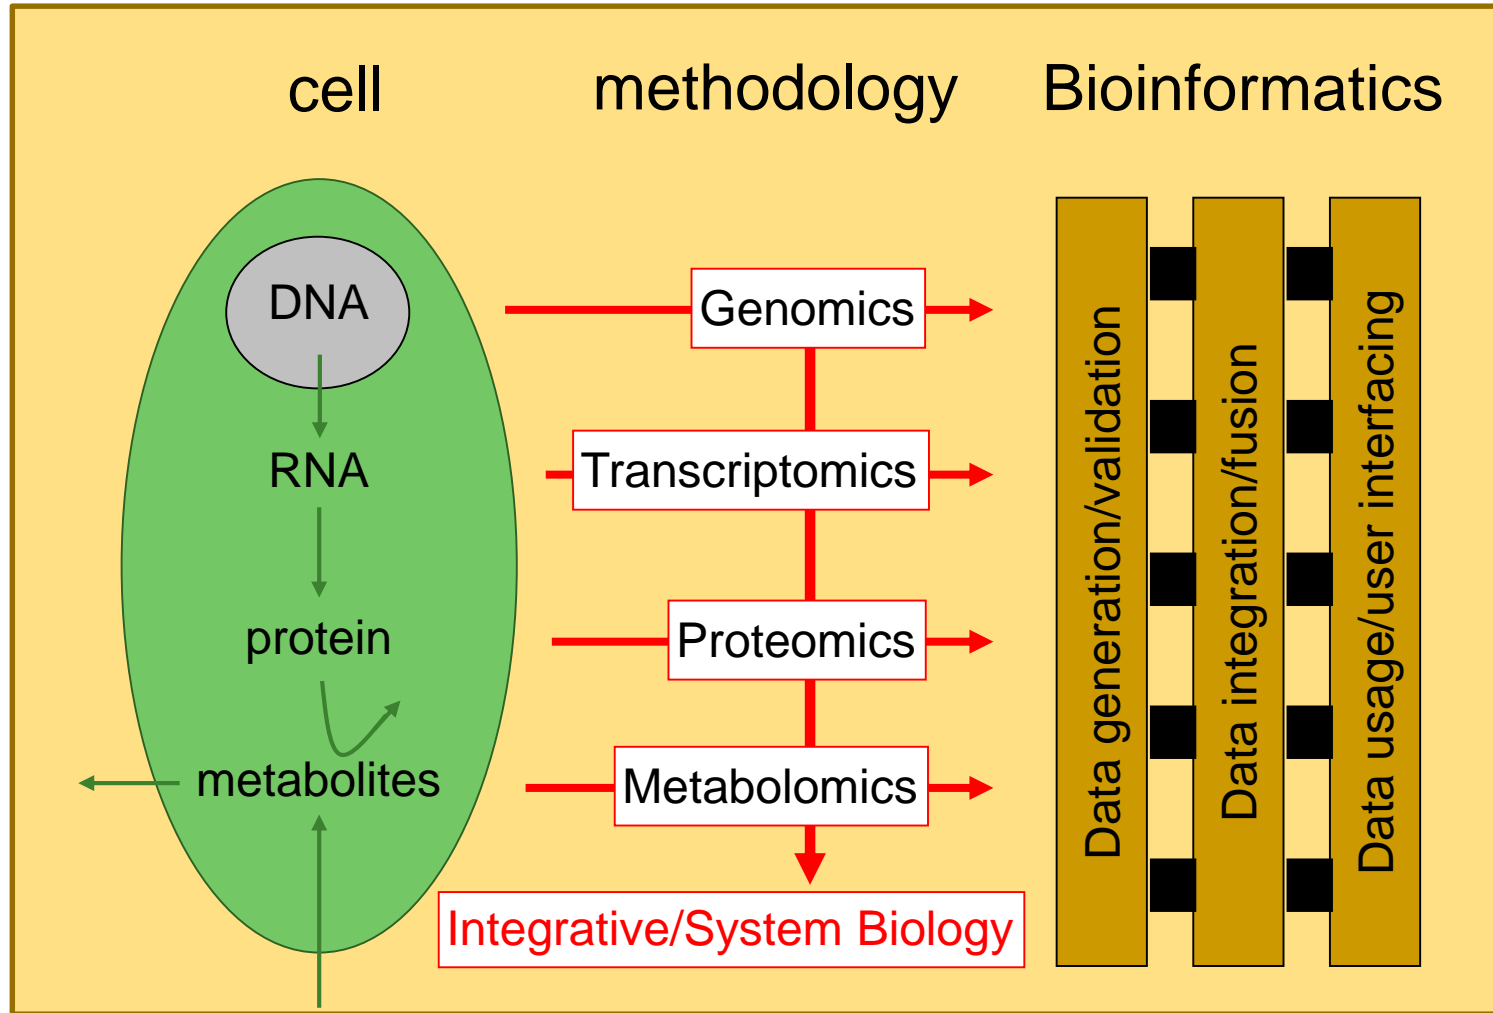 cell
methodology
Bioinformatics
DNA
RNA
protein
metabolites
Genomics
Transcriptomics
Proteomics
Metabolomics
Integrative/System Biology
Data generation/validation
Data integration/fusion
Data usage/user interfacing